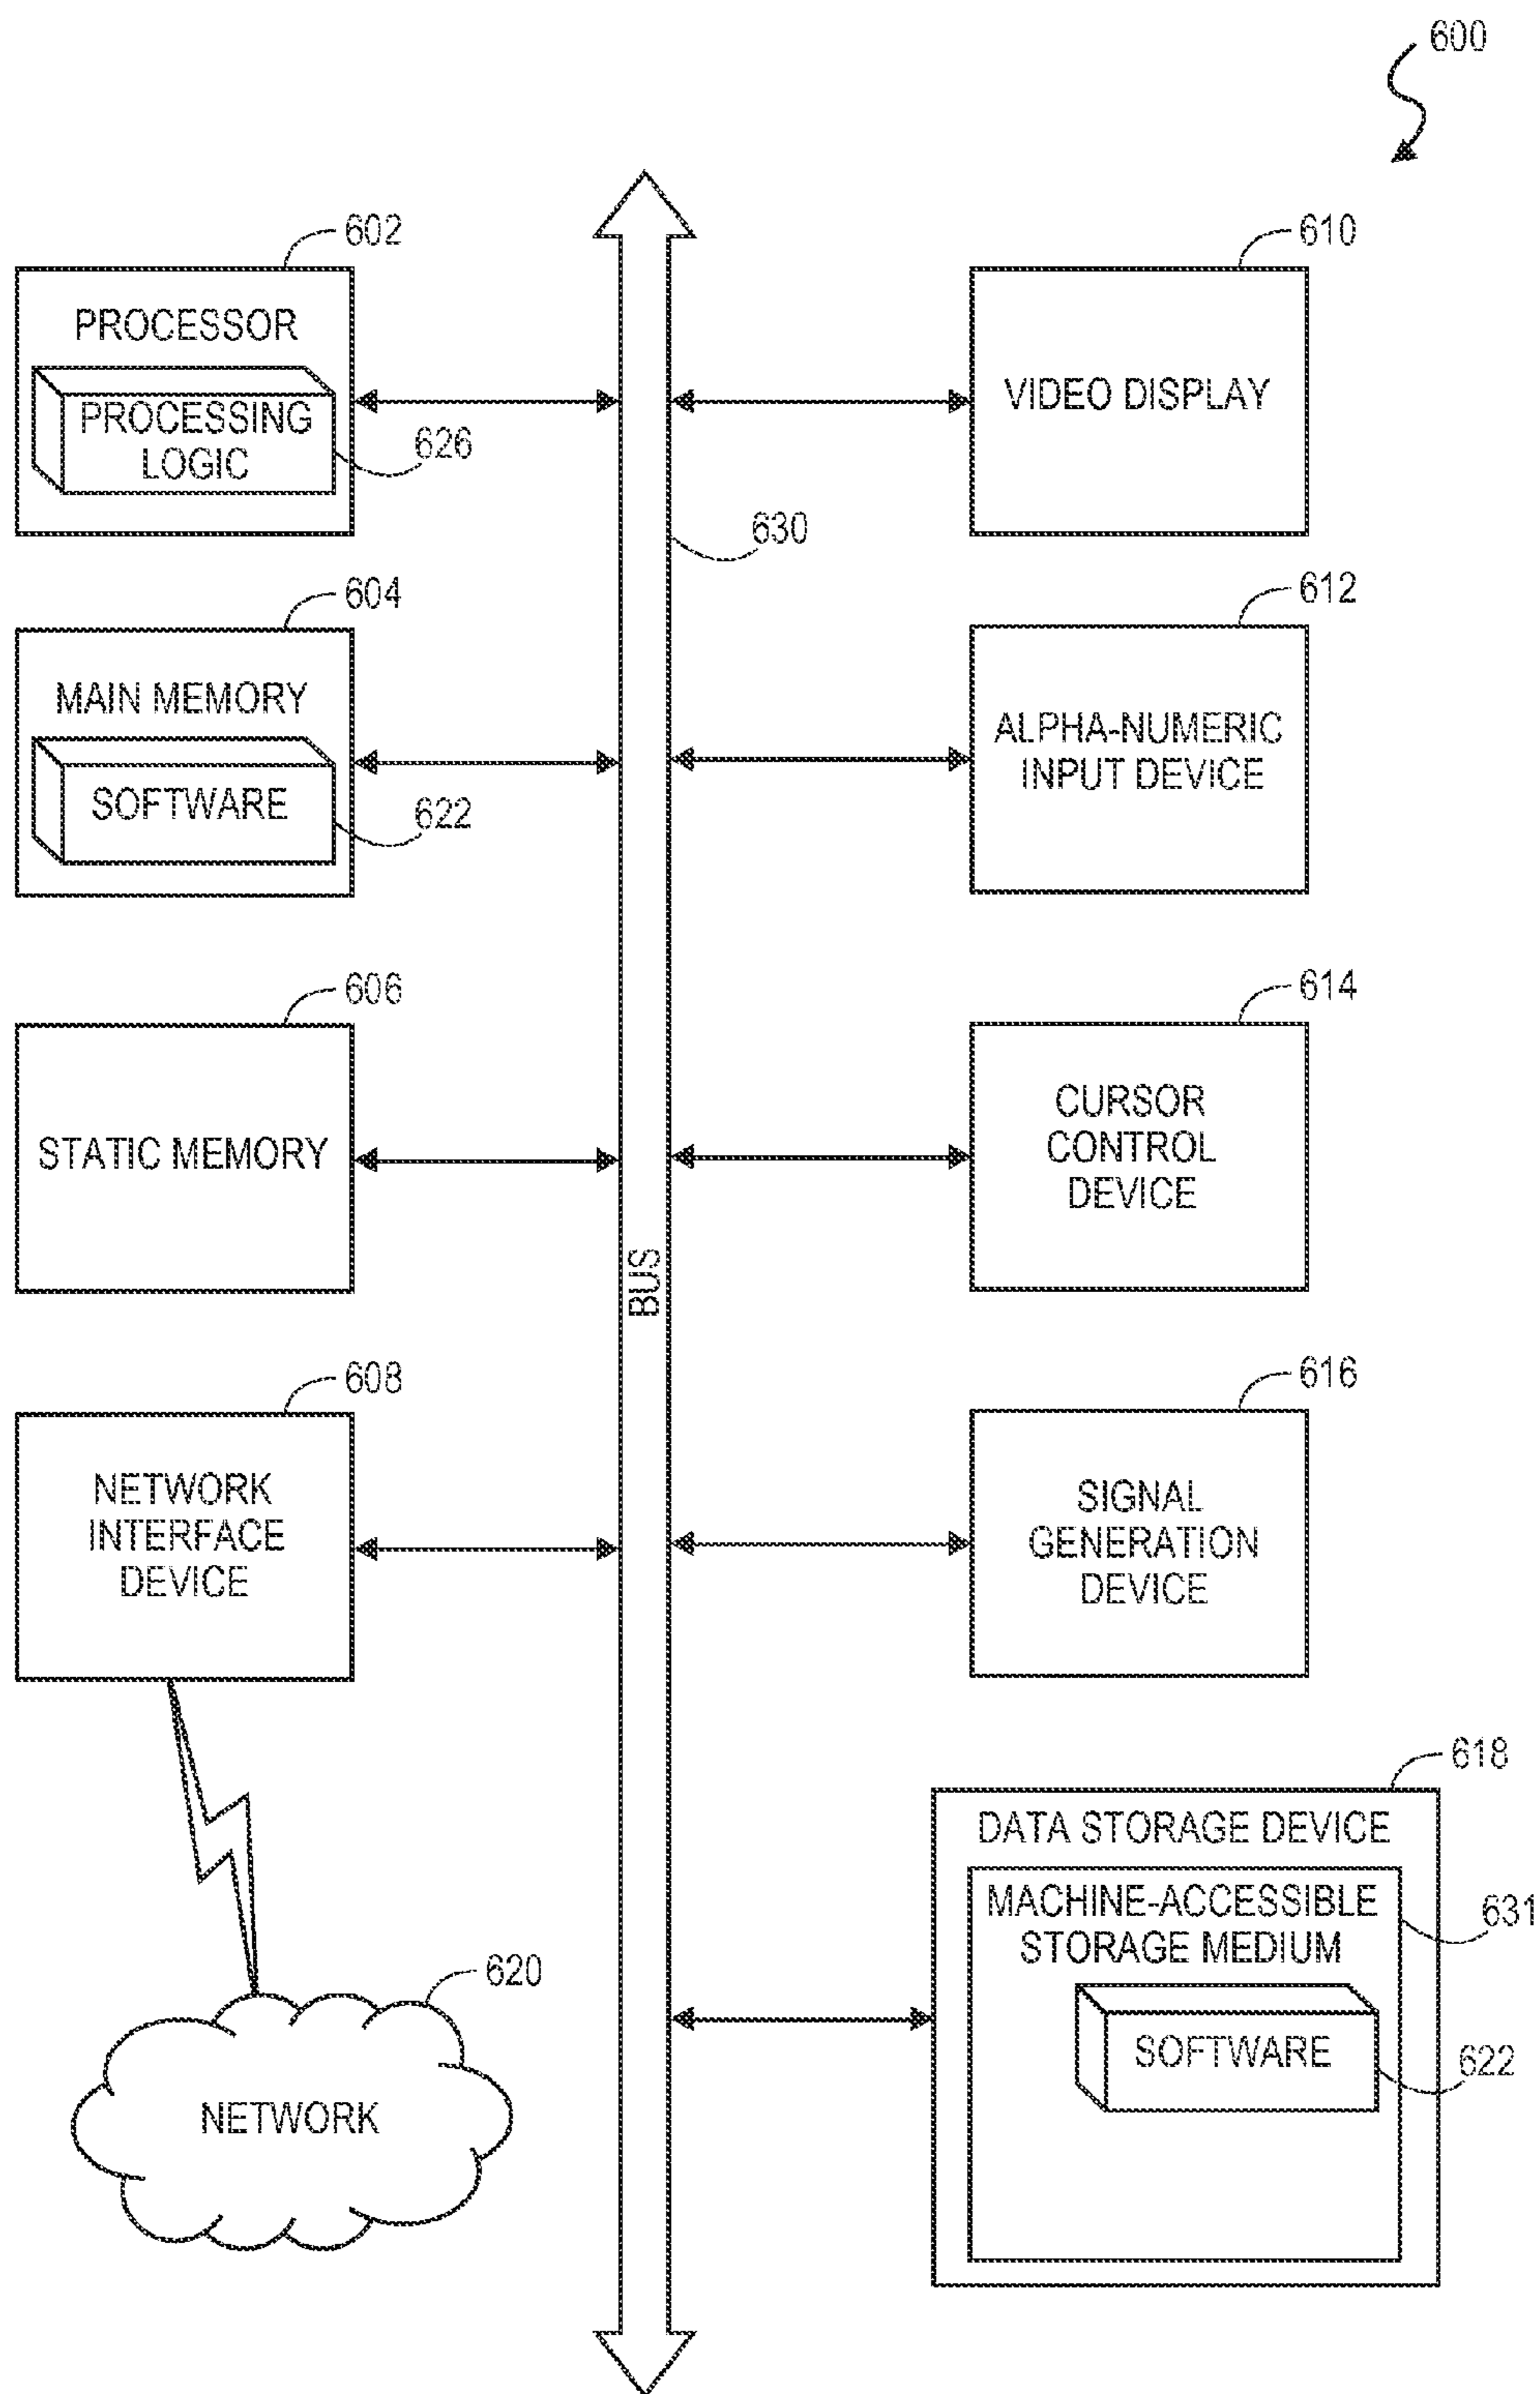 600
602
PROCESSOR
PROCESSING
LOGIC
626
604
MAIN MEMORY
SOFTWARE
622
606
STATIC MEMORY
608
NETWORK
INTERFACE
DEVICE
620
NETWORK
630
BUS
610
VIDEO DISPLAY
612
ALPHA-NUMERIC
INPUT DEVICE
614
CURSOR
CONTROL
DEVICE
616
SIGNAL
GENERATION
DEVICE
618
DATA STORAGE DEVICE
MACHINE-ACCESSIBLE
STORAGE MEDIUM
631
SOFTWARE
622